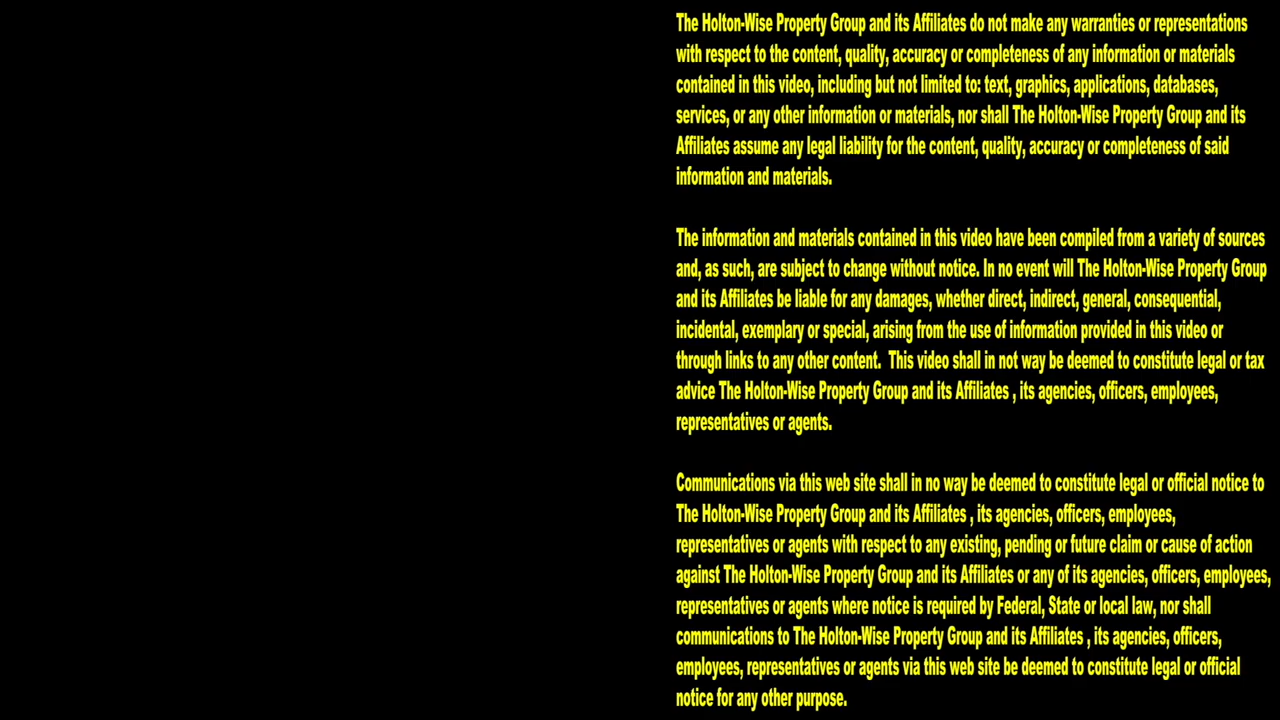 The Holton-Wise Property Group and its Affiliates do not make any warranties or representations
with respect to the content, quality, accuracy or completeness of any information or materials
contained in this video, including but not limited to: text, graphics, applications, databases,
services, or any other information or materials, nor shall The Holton-Wise Property Group and its
Affiliates assume any legal liability for the content, quality, accuracy or completeness of said
information and materials.
The information and materials contained in this video have been compiled from a variety of sources
and, as such, are subject to change without notice. In no event will The Holton-Wise Property Group
and its Affiliates be liable for any damages, whether direct, indirect, general, consequential,
incidental, exemplary or special, arising from the use of information provided in this video or
through links to any other content.  This video shall in not way be deemed to constitute legal or tax
advice The Holton-Wise Property Group and its Affiliates , its agencies, officers, employees,
representatives or agents.
Communications via this web site shall in no way be deemed to constitute legal or official notice to
The Holton-Wise Property Group and its Affiliates , its agencies, officers, employees,
representatives or agents with respect to any existing, pending or future claim or cause of action
against The Holton-Wise Property Group and its Affiliates or any of its agencies, officers, employees,
representatives or agents where notice is required by Federal, State or local law, nor shall
communications to The Holton-Wise Property Group and its Affiliates , its agencies, officers,
employees, representatives or agents via this web site be deemed to constitute legal or official
notice for any other purpose.